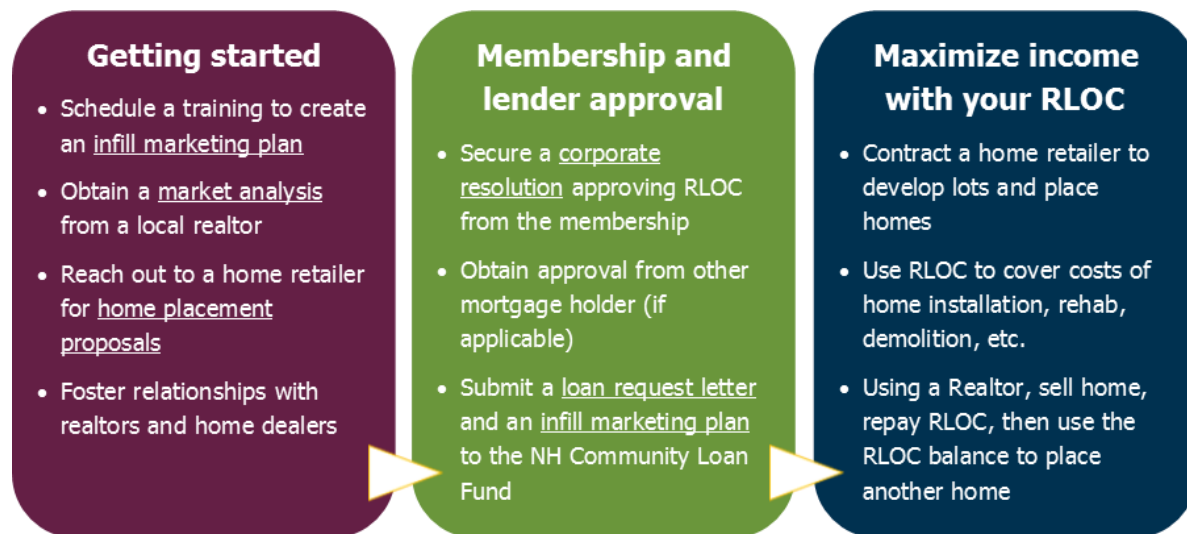 Getting started
• Schedule a training to create
an infill marketing plan
• Obtain a market analysis
from a local realtor
• Reach out to a home retailer
for home placement
proposals
• Foster relationships with
realtors and home dealers
Membership and
lender approval
• Secure a corporate
resolution approving RLOC
from the membership
• Obtain approval from other
mortgage holder (if
applicable)
• Submit a loan request letter
and an infill marketing plan
to the NH Community Loan
Fund
Maximize income
with your RLOC
• Contract a home retailer to
develop lots and place
homes
• Use RLOC to cover costs of
home installation, rehab,
demolition, etc.
• Using a Realtor, sell home,
repay RLOC, then use the
RLOC balance to place
another home